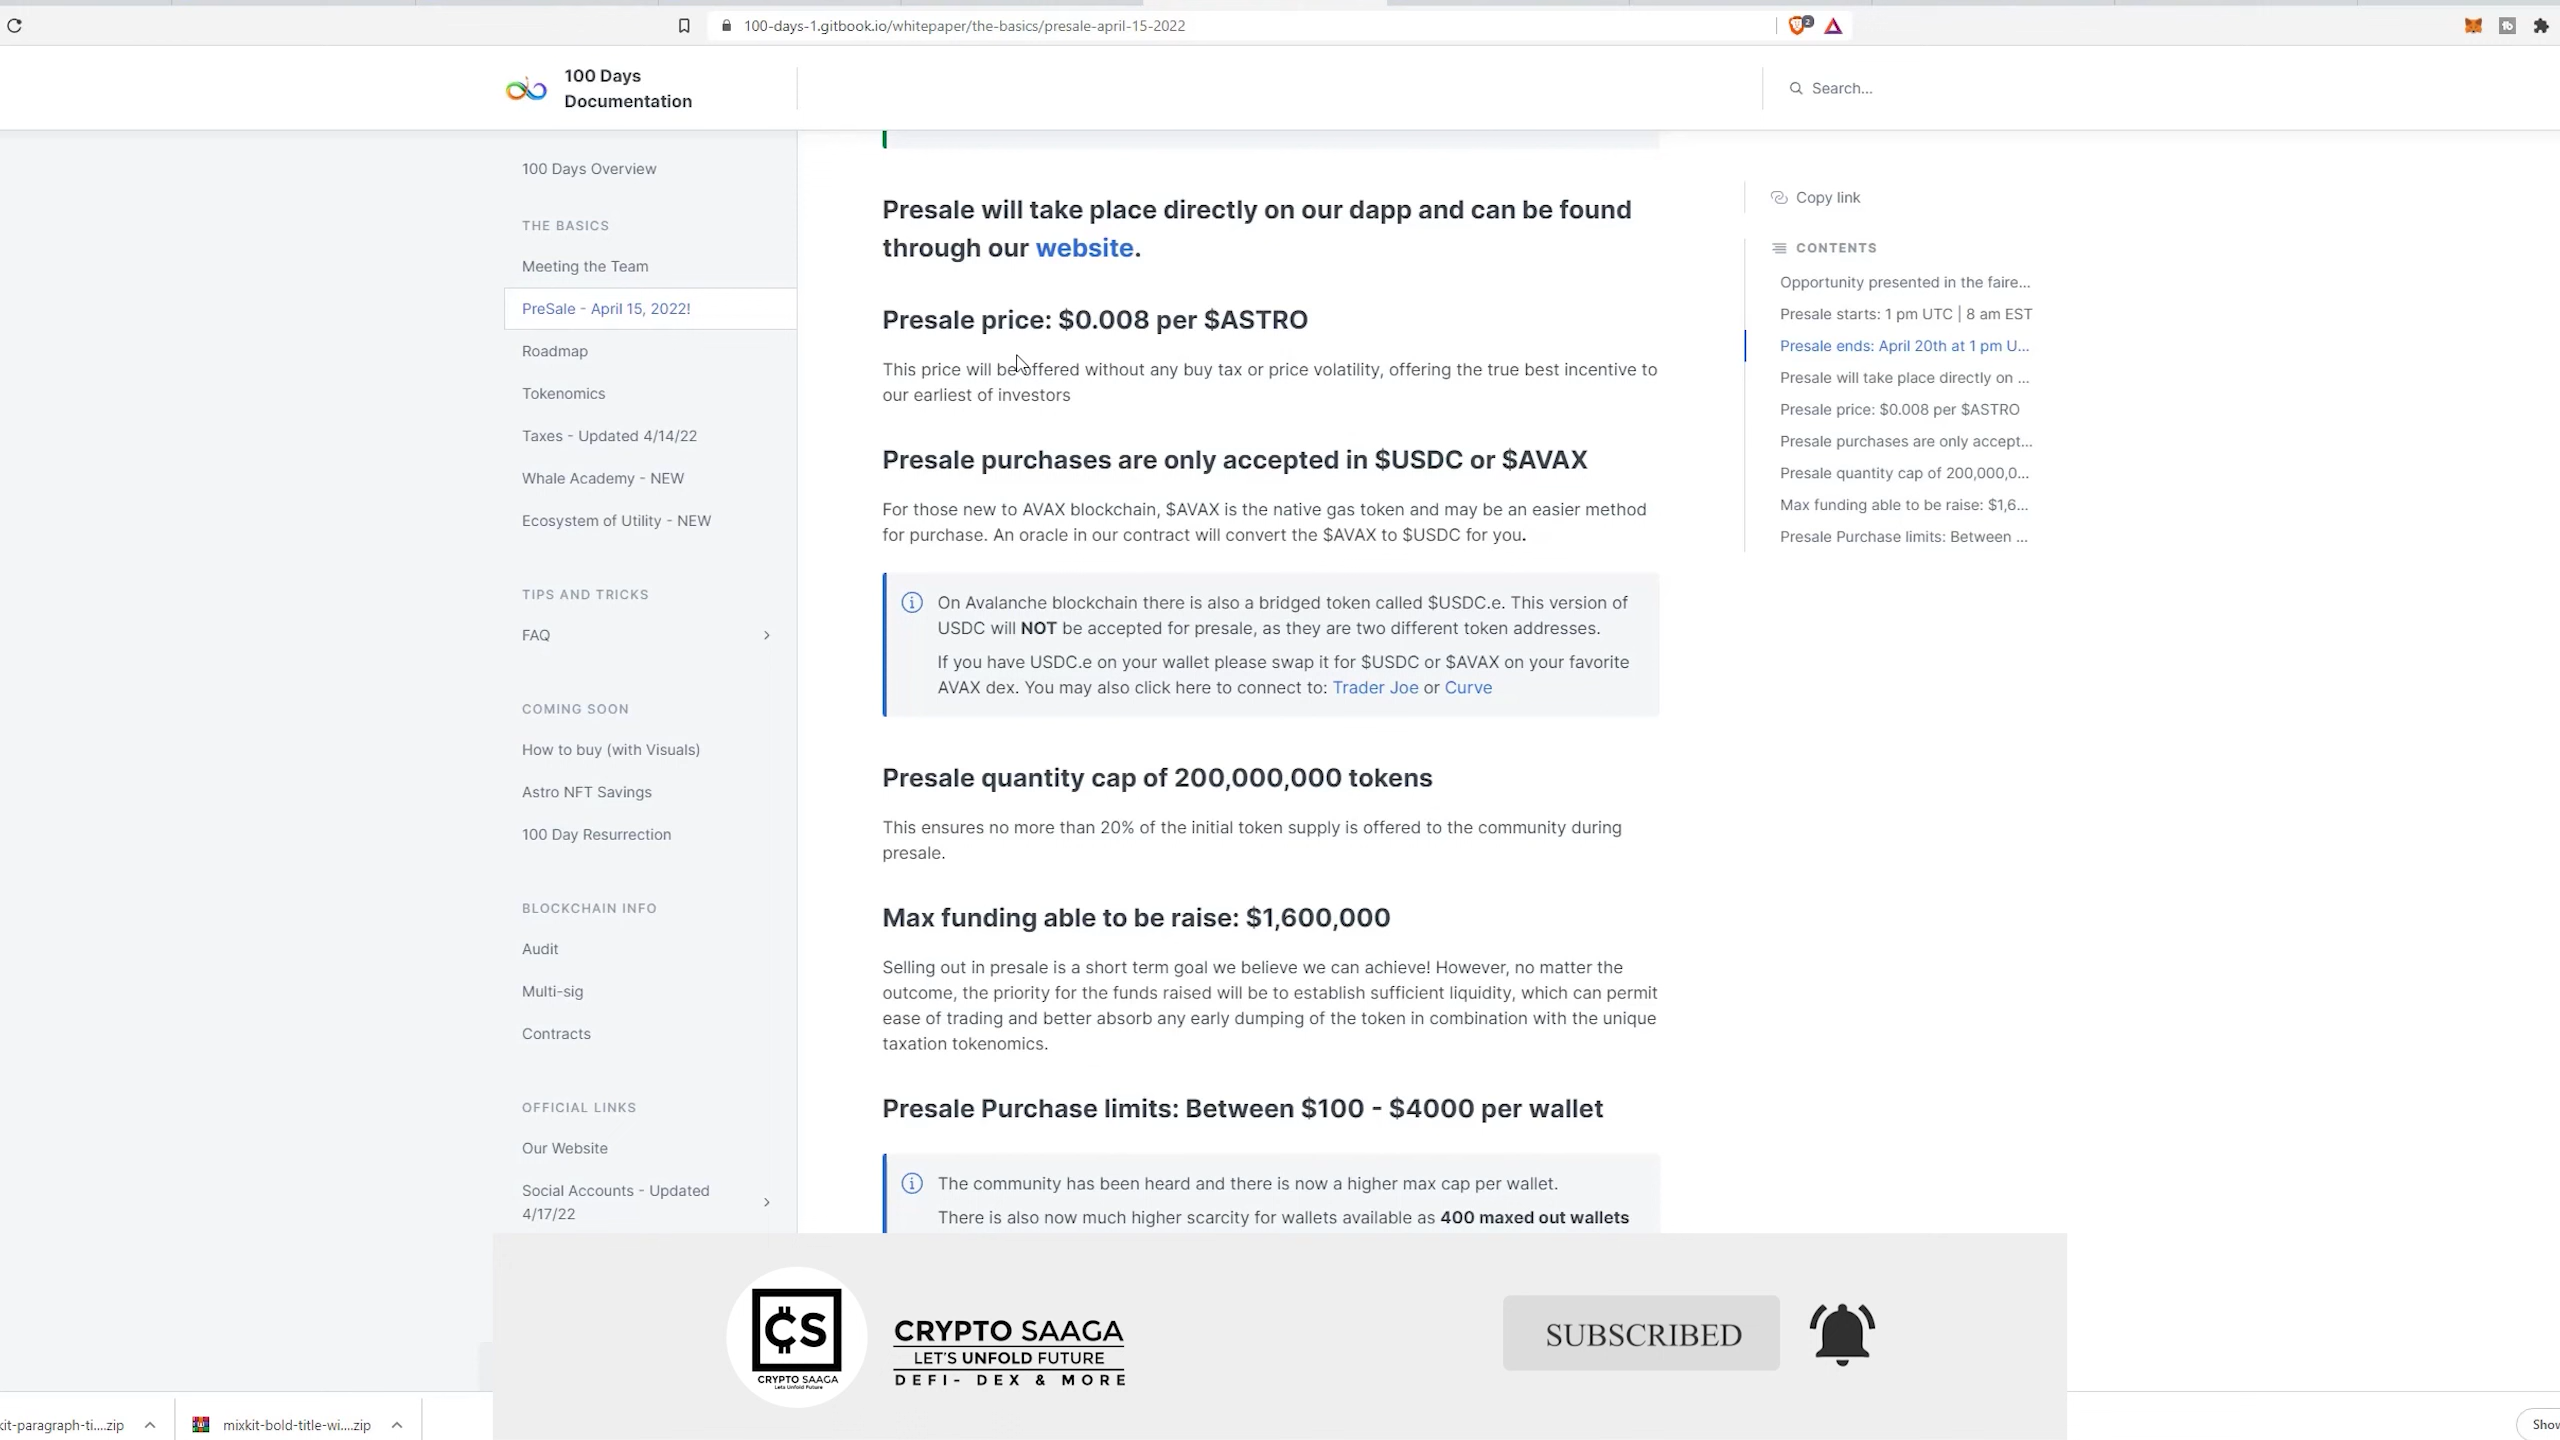 100-days-1.gitbook.io/whitepaper/the-basics/presale-april-15-2022
2
100 Days
Documentation
Search...
100 Days Overview
THE BASICS
Meeting the Team
PreSale - April 15, 2022!
Roadmap
Tokenomics
Taxes - Updated 4/14/22
Whale Academy - NEW
Ecosystem of Utility - NEW
TIPS AND TRICKS
FAQ
COMING SOON
How to buy (with Visuals)
Astro NFT Savings
100 Day Resurrection
BLOCKCHAIN INFO
Audit
Multi-sig
Contracts
OFFICIAL LINKS
Our Website
Social Accounts - Updated
4/17/22
Presale will take place directly on our dapp and can be found
through our website.
Presale price: $0.008 per $ASTRO
This price will be offered without any buy tax or price volatility, offering the true best incentive to
our earliest of investors
Presale purchases are only accepted in $USDC or $AVAX
For those new to AVAX blockchain, $AVAX is the native gas token and may be an easier method
for purchase. An oracle in our contract will convert the $AVAX to $USDC for you.
On Avalanche blockchain there is also a bridged token called $USDC.e. This version of
USDC will NOT be accepted for presale, as they are two different token addresses.
If you have USDC.e on your wallet please swap it for $USDC or $AVAX on your favorite
AVAX dex. You may also click here to connect to: Trader Joe or Curve
Presale quantity cap of 200,000,000 tokens
This ensures no more than 20% of the initial token supply is offered to the community during
presale.
Max funding able to be raise: $1,600,000
Selling out in presale is a short term goal we believe we can achieve! However, no matter the
outcome, the priority for the funds raised will be to establish sufficient liquidity, which can permit
ease of trading and better absorb any early dumping of the token in combination with the unique
taxation tokenomics.
Presale Purchase limits: Between $100 - $4000 per wallet
The community has been heard and there is now a higher max cap per wallet.
There is also now much higher scarcity for wallets available as 400 maxed out wallets
Copy link
CONTENTS
Opportunity presented in the faire...
Presale starts: 1 pm UTC | 8 am EST
Presale ends: April 20th at 1 pm U...
Presale will take place directly on ...
Presale price: $0.008 per $ASTRO
Presale purchases are only accept...
Presale quantity cap of 200,000,0...
Max funding able to be raise: $1,6...
Presale Purchase limits: Between ...
CS
CRYPTO SAAGA
Lets Unfold Future
CRYPTO SAAGA
LET'S UNFOLD FUTURE
DEFI- DEX & MORE
SUBSCRIBED
kit-paragraph-ti....zip
mixkit-bold-title-wi....zip
Show